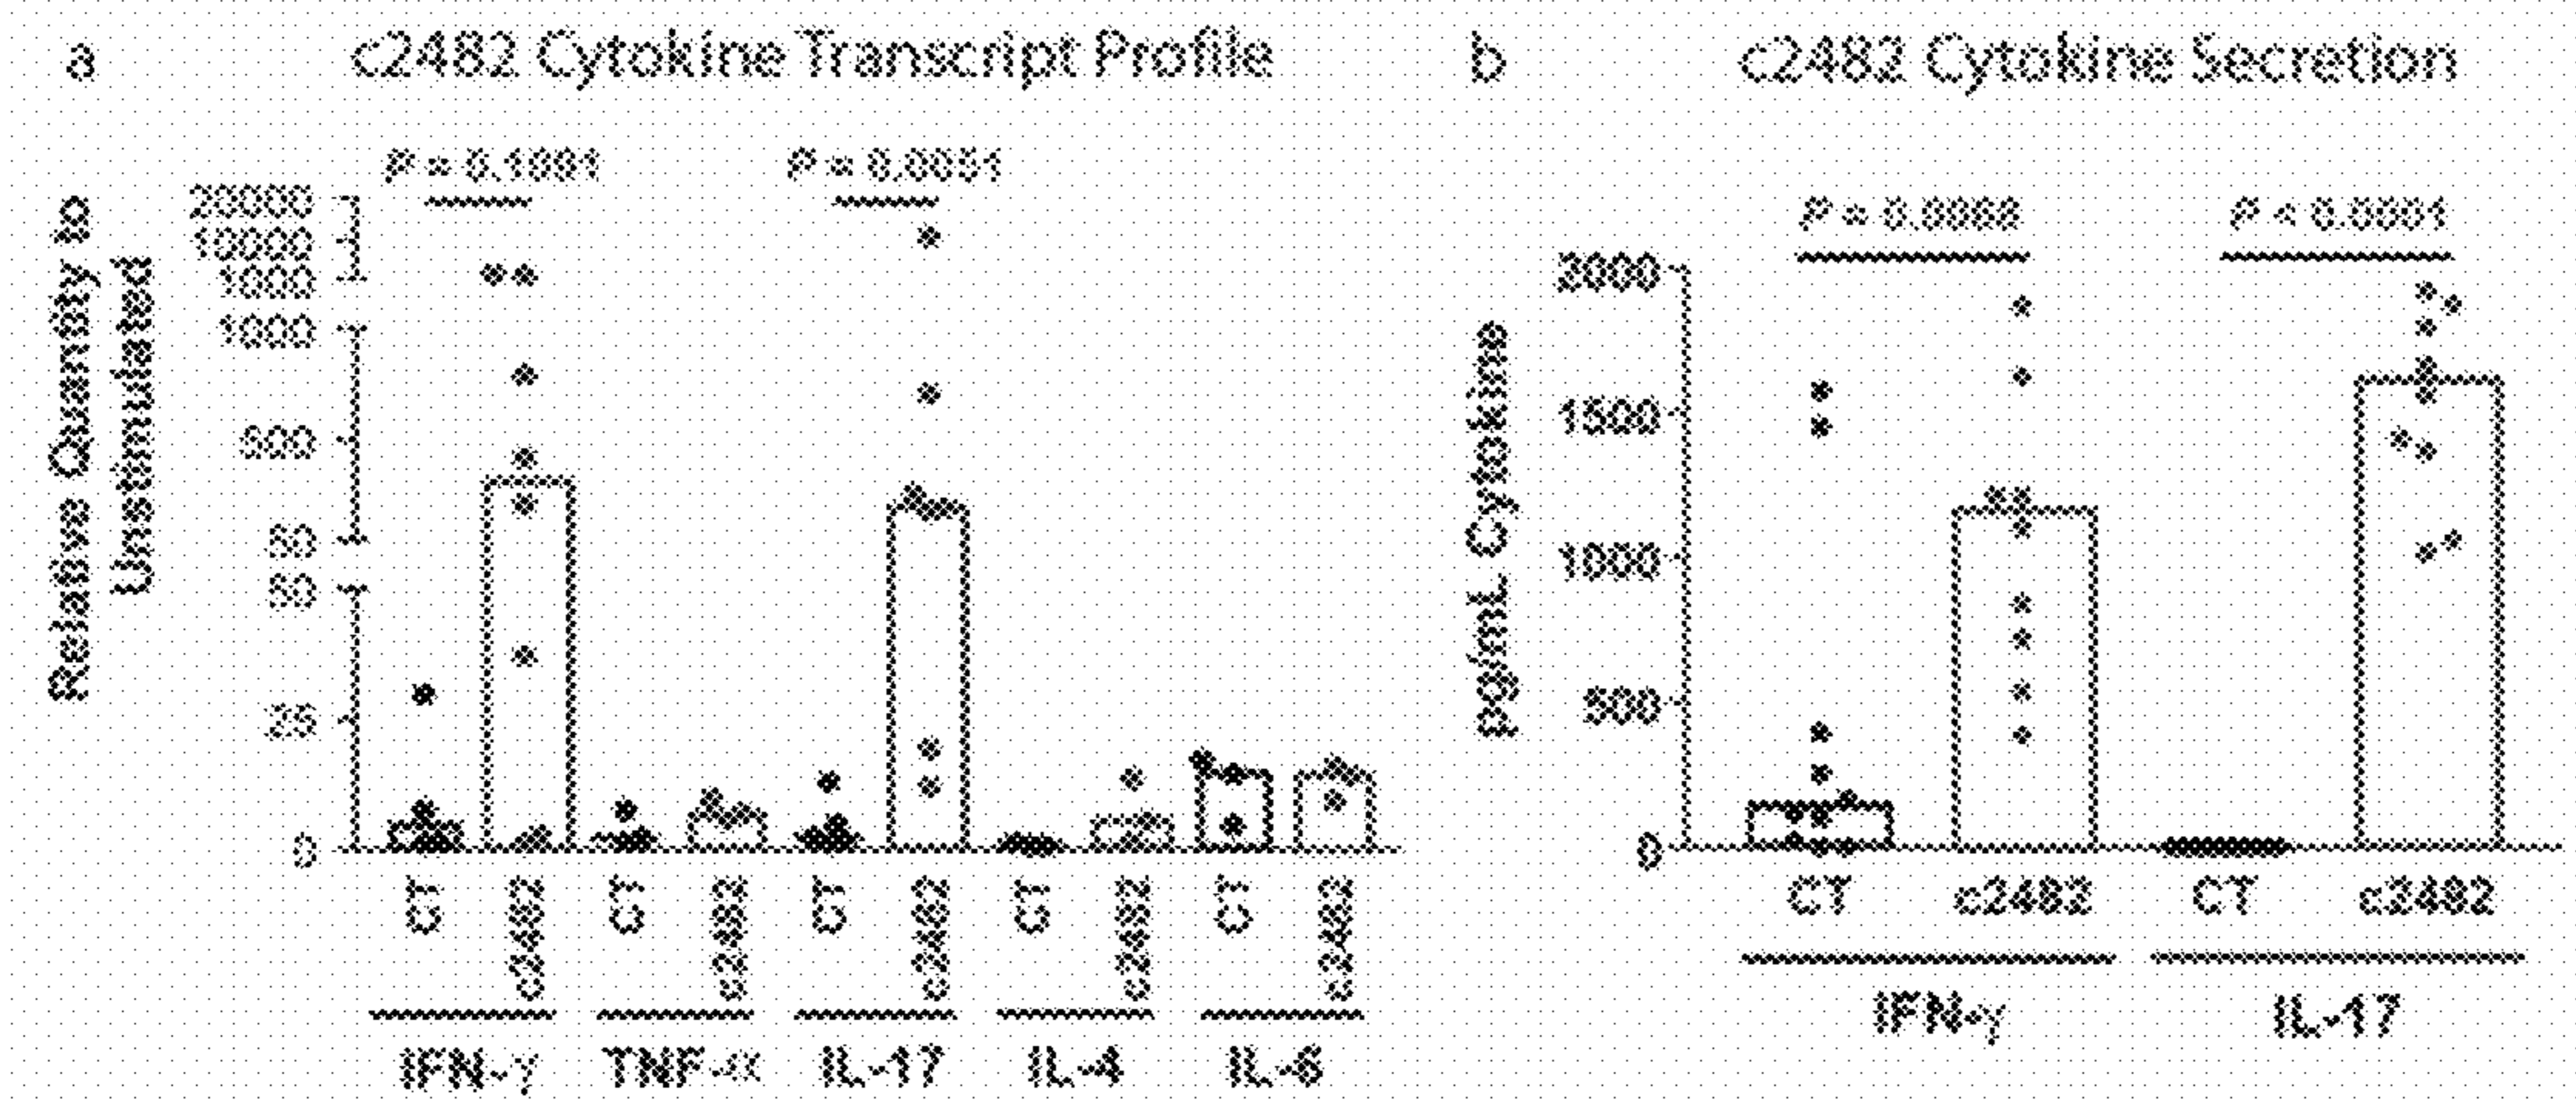 a
c2482 Cytokine Transcript Profile
P = 0.1001
P = 0.0051
Relative Quantity to
Unstimulated
20000
10000
1000
1000
500
50
50
25
0
CT
c2482
CT
c2482
CT
c2482
CT
c2482
CT
c2482
IFN-γ
TNF-α
IL-17
IL-4
IL-6
b
c2482 Cytokine Secretion
P < 0.0001
pg/mL Cytokine
2000
1500
1000
500
0
CT
c2482
CT
c2482
IFN-γ
IL-17